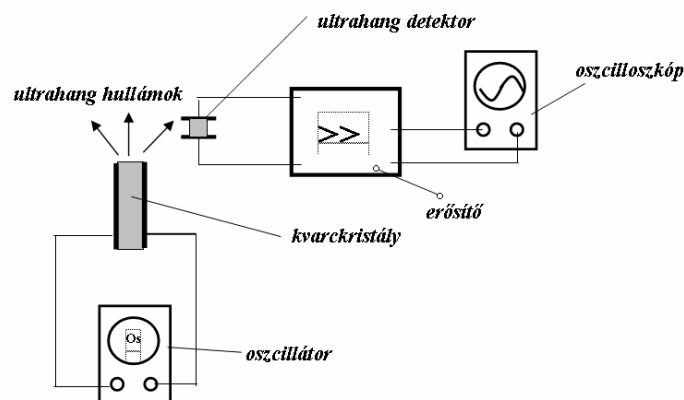 ultrahang detektor
oszcilloszkóp
ultrahang hullámok
>>
erősítő
kvarckristály
Os
oszcillátor